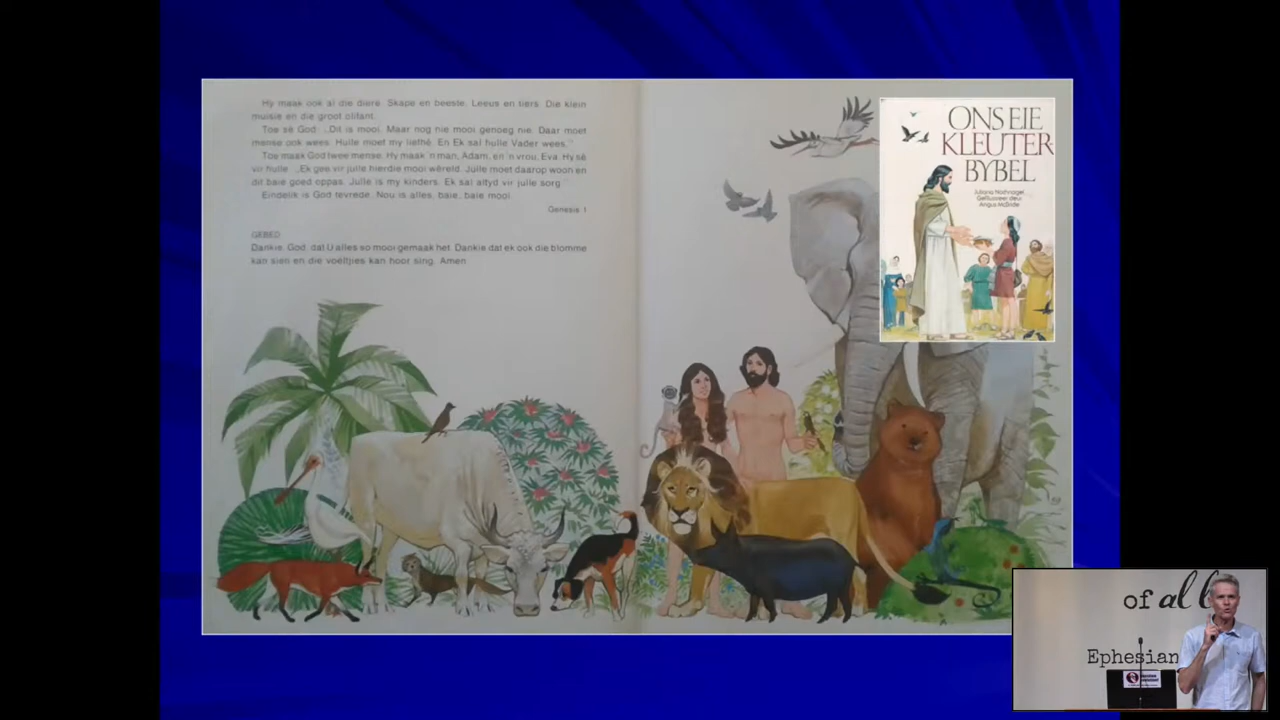 Hy maak ook al die diere. Skape en beeste. Leeus en tiers. Die klein
muisie en die groot olifant.
Toe sê God: „Dit is mooi. Maar nog nie mooi genoeg nie. Daar moet
mense ook wees. Hulle moet my liefhê. En Ek sal hulle Vader wees.”
Toe maak God twee mense. Hy maak 'n man, Adam, en 'n vrou, Eva. Hy sê
vir hulle: „Ek gee vir julle hierdie mooi wêreld. Julle moet daarop woon en
dit baie goed oppas. Julle is my kinders. Ek sal altyd vir julle sorg.”
Eindelik is God tevrede. Nou is alles, baie, baie mooi.
Genesis 1
GEBED
Dankie, God, dat U alles so mooi gemaak het. Dankie dat ek ook die blomme
kan sien en die voëltjies kan hoor sing. Amen
ONS EIE
KLEUTER
BYBEL
Geïllustreer deur
Angus McBride
of al
Ephesian